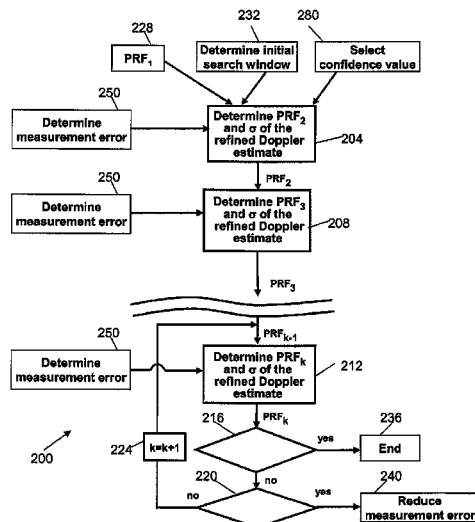 232
280
228
PRF1
Determine initial
search window
Select
confidence value
250
Determine
measurement error
Determine PRF2
and σ of the
refined Doppler
estimate
204
PRF2
250
Determine
measurement error
Determine PRF3
and σ of the
refined Doppler
estimate
208
PRF3
250
PRFk-1
Determine
measurement error
Determine PRFk
and σ of the
refined Doppler
estimate
212
PRFk
216
236
yes
End
224
k=k+1
200
220
no
240
no
yes
Reduce
measurement error